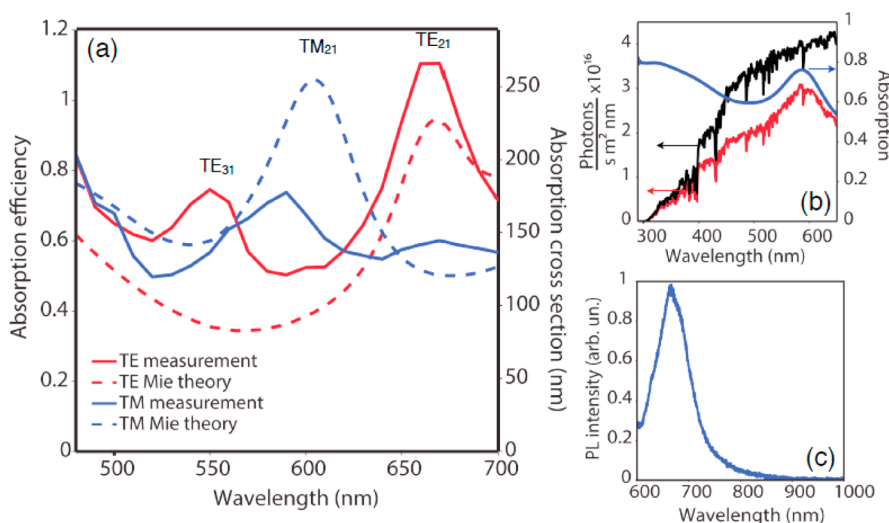 (a)
TM21
TE21
TE31
Absorption efficiency
1.2
1
0.8
0.6
0.4
0.2
0
Absorption cross section (nm)
250
200
150
100
50
0
TE measurement
TE Mie theory
TM measurement
TM Mie theory
500 550 600 650 700
Wavelength (nm)
Photons x10^16
s m² nm
4
3
2
1
0
1
0.8
0.6
0.4
0.2
0
Absorption
(b)
300 400 500 600
Wavelength (nm)
PL intensity (arb. un.)
1
0.8
0.6
0.4
0.2
0
(c)
600 700 800 900 1000
Wavelength (nm)